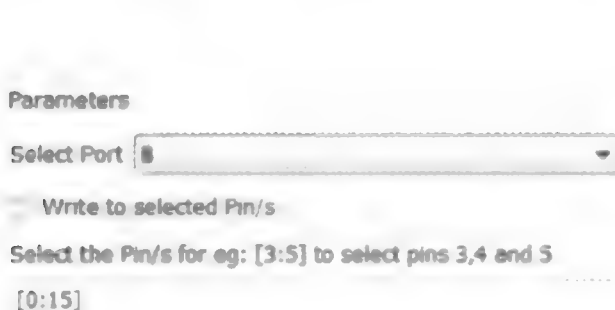 Parameters
Select Port
Write to selected Pin/s
Select the Pin/s for eg: [3:5] to select pins 3,4 and 5
[0:15]